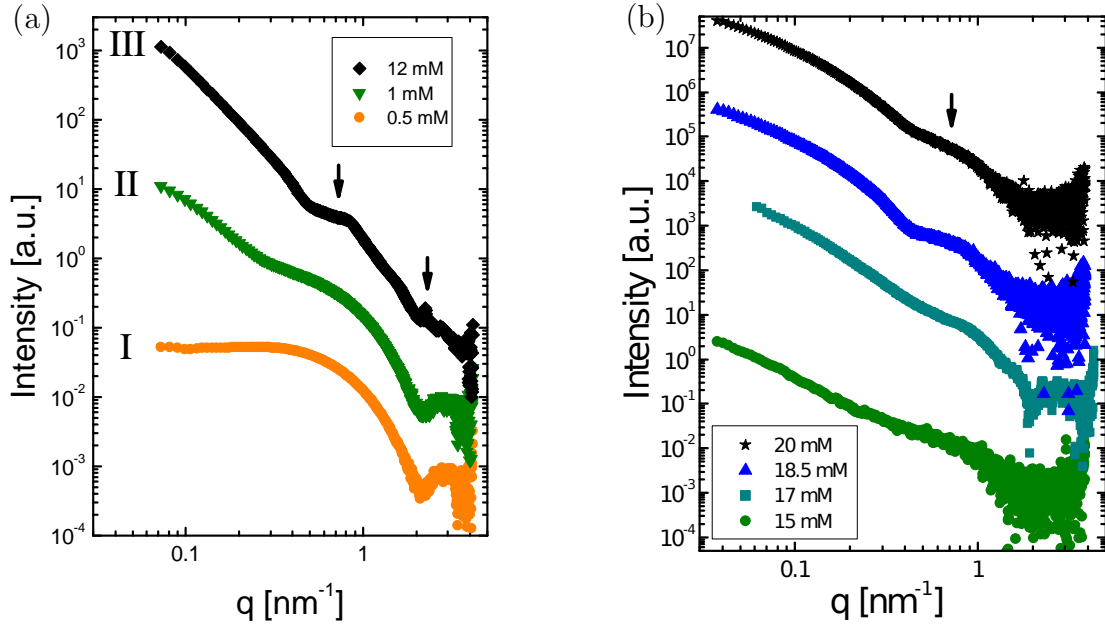 (a)
III
II
I
12 mM
1 mM
0.5 mM
10³
10²
10¹
10⁰
10⁻¹
10⁻²
10⁻³
10⁻⁴
Intensity [a.u.]
0.1 1
q [nm⁻¹]
(b)
10⁷
10⁶
10⁵
10⁴
10³
10²
10¹
10⁰
10⁻¹
10⁻²
10⁻³
10⁻⁴
Intensity [a.u.]
20 mM
18.5 mM
17 mM
15 mM
0.1 1
q [nm⁻¹]